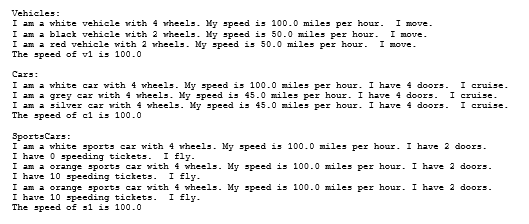 Vehicles:
I am a white vehicle with 4 wheels. My speed is 100.0 miles per hour.  I move.
I am a black vehicle with 2 wheels. My speed is 50.0 miles per hour.  I move.
I am a red vehicle with 2 wheels. My speed is 50.0 miles per hour.  I move.
The speed of v1 is 100.0

Cars:
I am a white car with 4 wheels. My speed is 100.0 miles per hour. I have 4 doors.  I cruise.
I am a grey car with 4 wheels. My speed is 45.0 miles per hour. I have 4 doors.  I cruise.
I am a silver car with 4 wheels. My speed is 45.0 miles per hour. I have 4 doors.  I cruise.
The speed of c1 is 100.0

SportsCars:
I am a white sports car with 4 wheels. My speed is 100.0 miles per hour. I have 2 doors.
I have 0 speeding tickets.  I fly.
I am a orange sports car with 4 wheels. My speed is 100.0 miles per hour. I have 2 doors.
I have 10 speeding tickets.  I fly.
I am a orange sports car with 4 wheels. My speed is 100.0 miles per hour. I have 2 doors.
I have 10 speeding tickets.  I fly.
The speed of s1 is 100.0